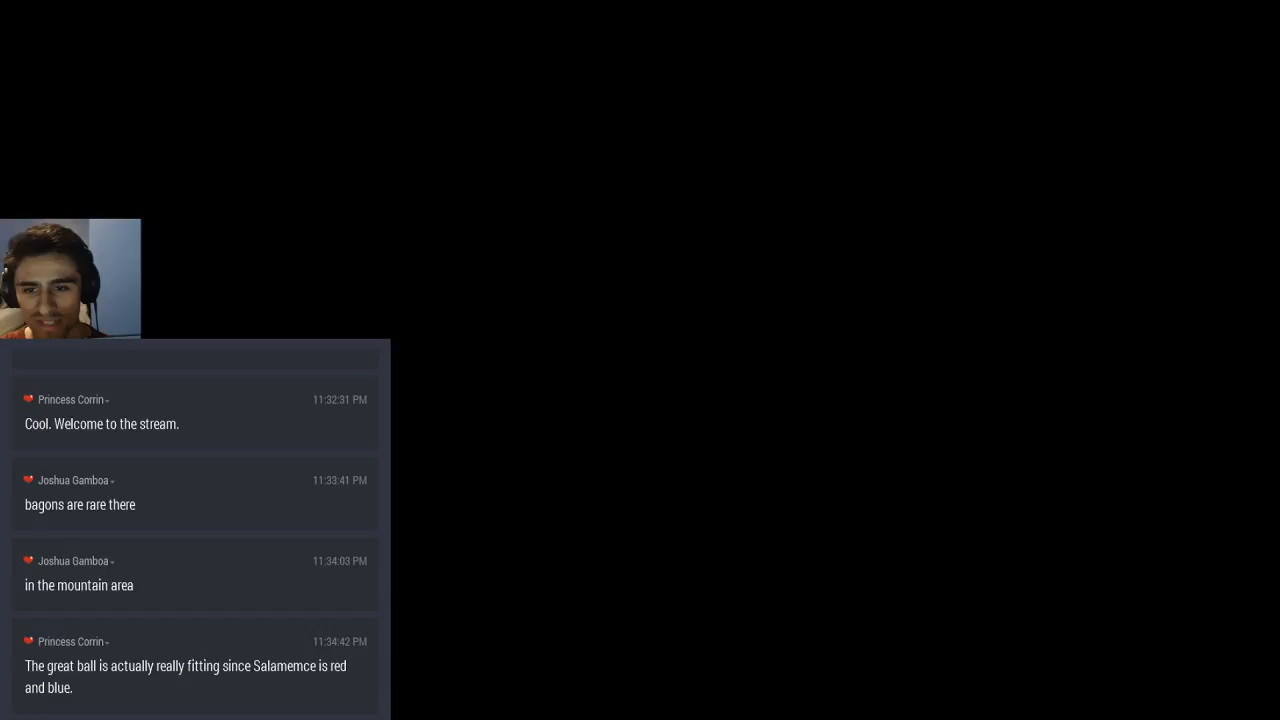 Princess Corrin 11:32:31 PM
Cool. Welcome to the stream.
Joshua Gamboa 11:33:41 PM
bagons are rare there
Joshua Gamboa 11:34:03 PM
in the mountain area
Princess Corrin 11:34:42 PM
The great ball is actually really fitting since Salamemce is red
and blue.